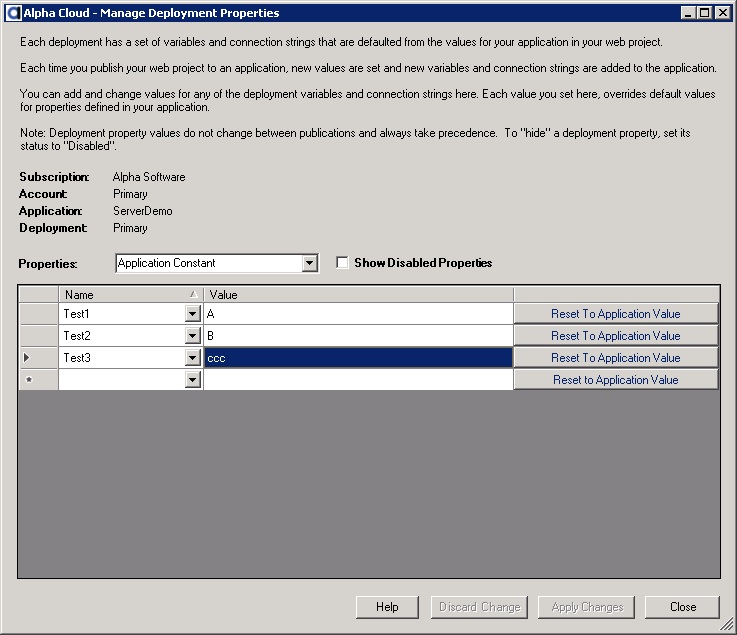 Alpha Cloud - Manage Deployment Properties
Each deployment has a set of variables and connection strings that are defaulted from the values for your application in your web project.
Each time you publish your web project to an application, new values are set and new variables and connection strings are added to the application.
You can add and change values for any of the deployment variables and connection strings here. Each value you set here, overrides default values
for properties defined in your application.
Note: Deployment property values do not change between publications and always take precedence. To "hide" a deployment property, set its
status to "Disabled".
Subscription: Alpha Software
Account: Primary
Application: ServerDemo
Deployment: Primary
Properties: Application Constant Show Disabled Properties
Name Value
Test1 A Reset To Application Value
Test2 B Reset To Application Value
Test3 ccc Reset To Application Value
* Reset to Application Value
Help Discard Change Apply Changes Close